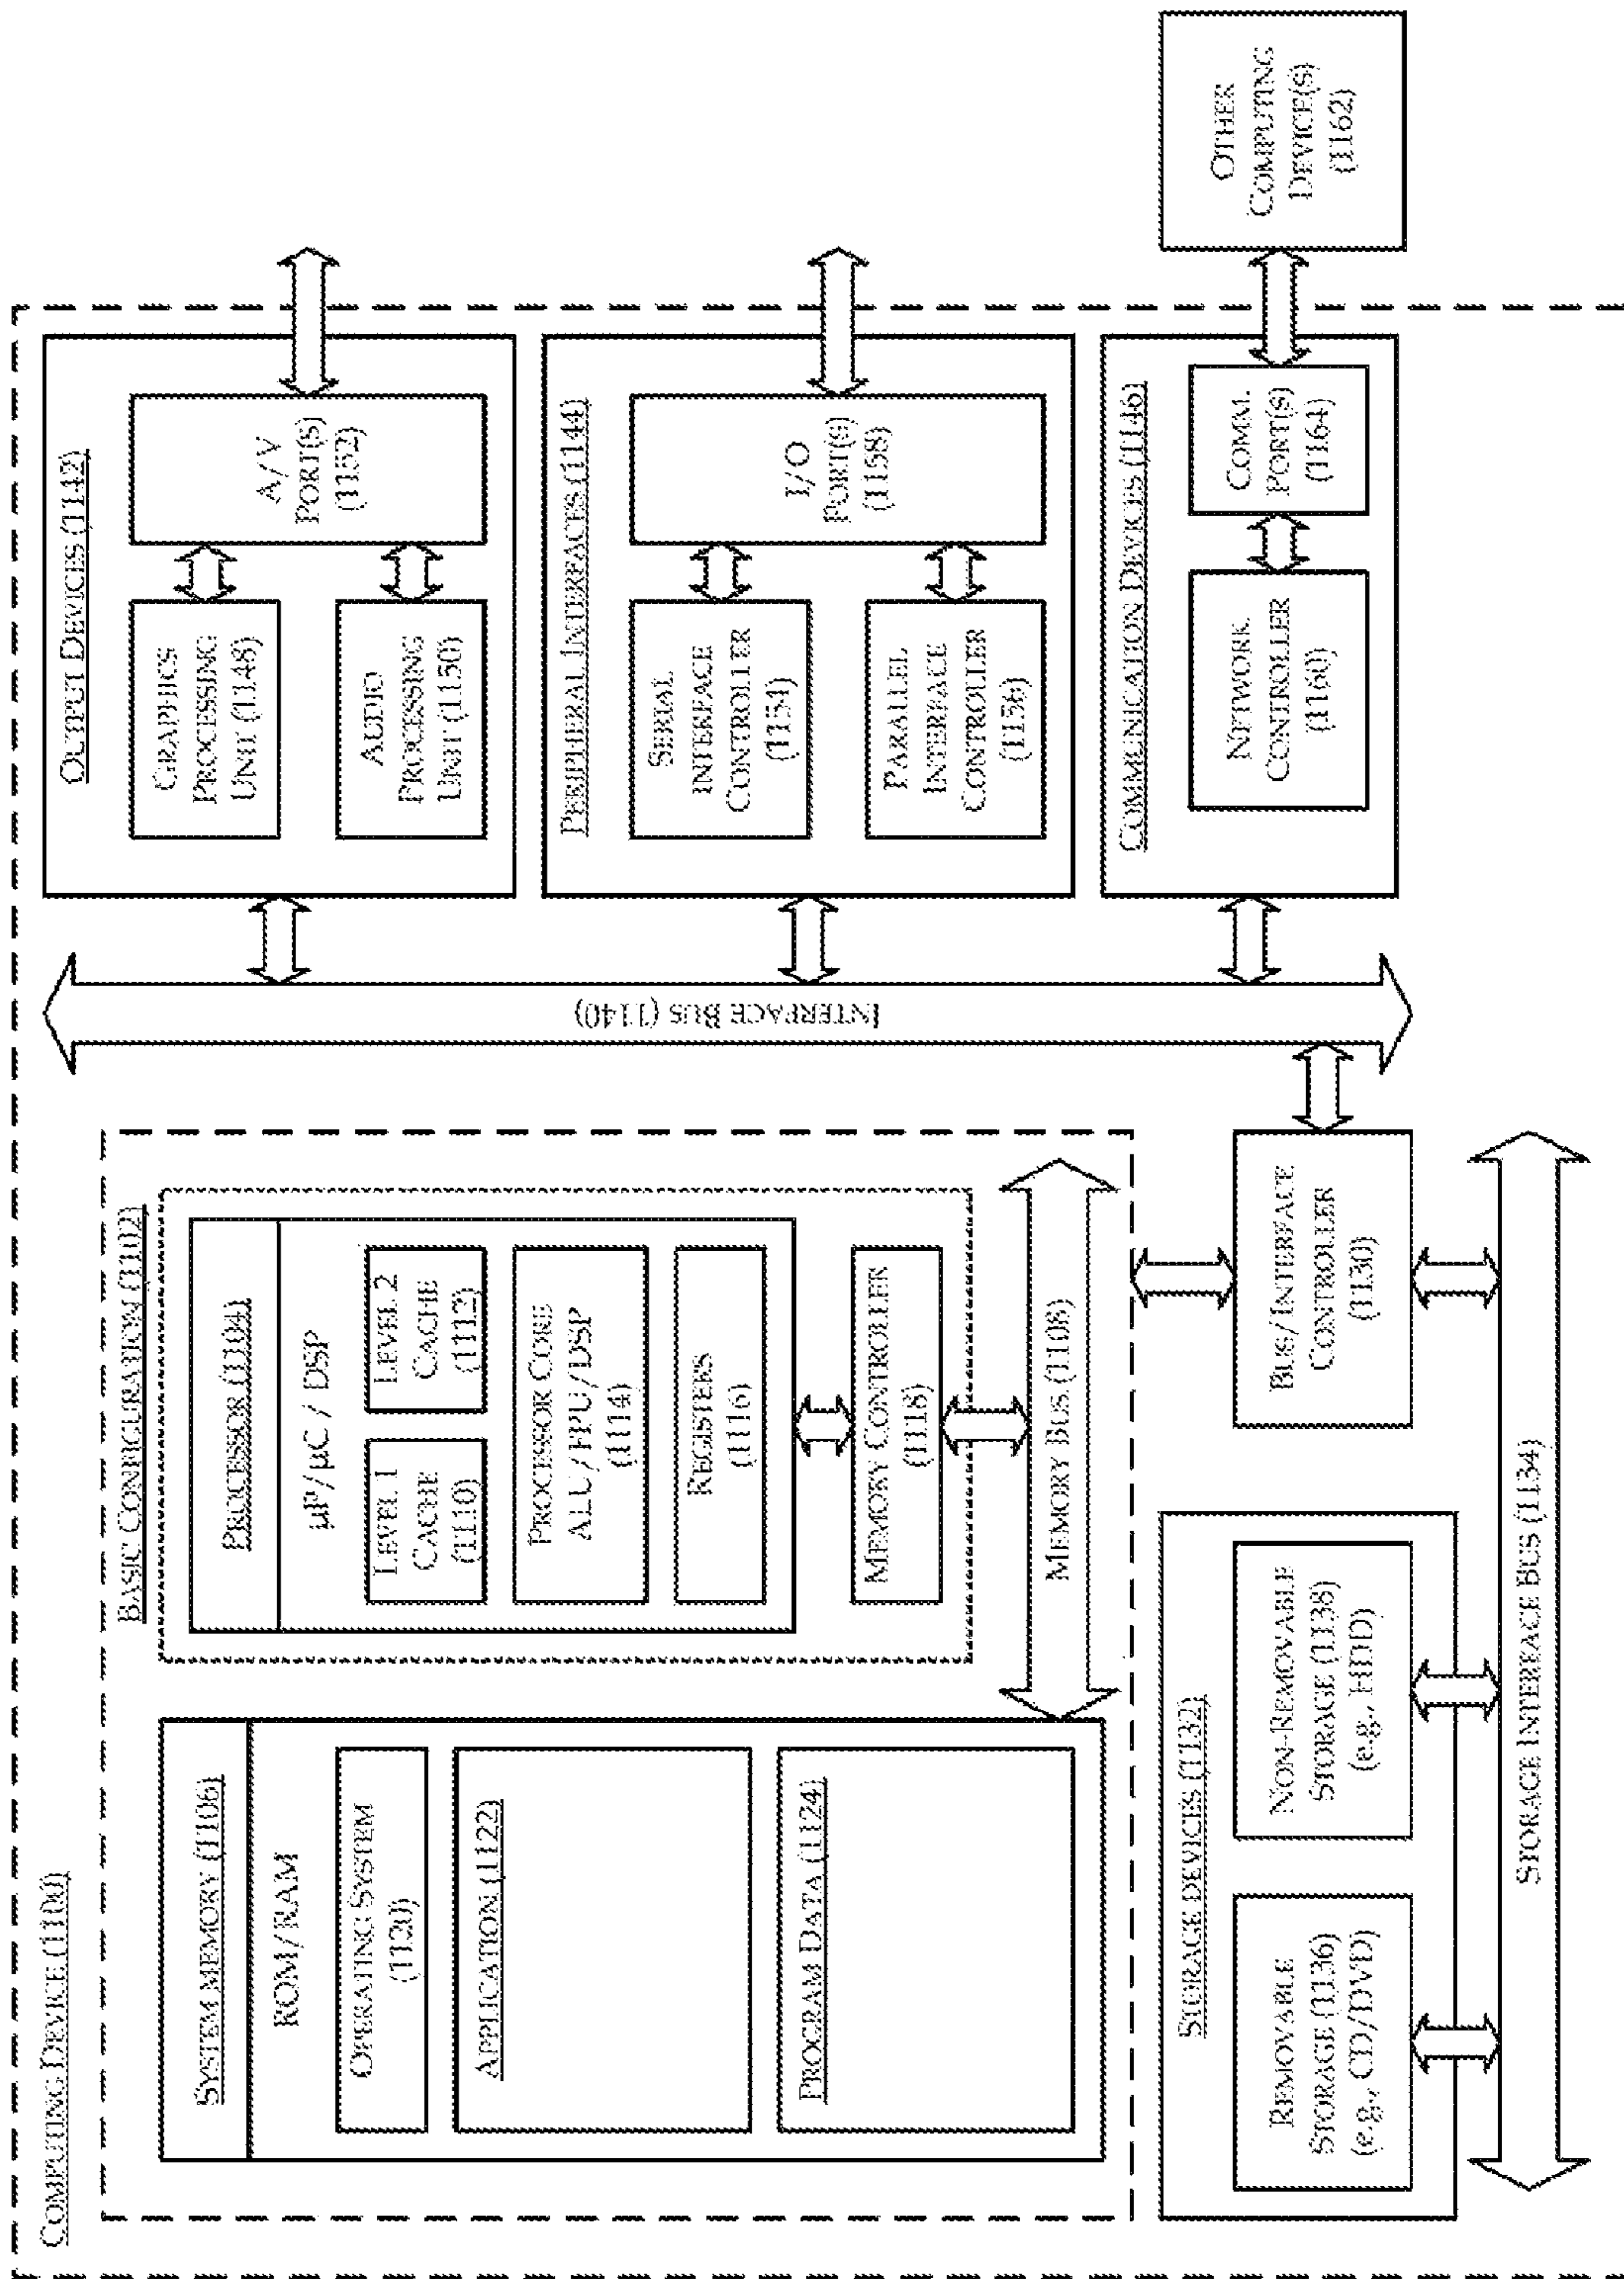 COMPUTING DEVICE (1100)
BASIC CONFIGURATION (1102)
SYSTEM MEMORY (1106)
ROM/RAM
OPERATING SYSTEM
(1120)
APPLICATION (1122)
PROGRAM DATA (1124)
PROCESSOR (1104)
µP/µC / DSP
LEVEL 1
CACHE
(1110)
LEVEL 2
CACHE
(1112)
PROCESSOR CORE
ALU/FPU/DSP
(1114)
REGISTERS
(1116)
MEMORY CONTROLLER
(1118)
MEMORY BUS (1108)
STORAGE DEVICES (1132)
REMOVABLE
STORAGE (1136)
(e.g., CD/DVD)
NON-REMOVABLE
STORAGE (1138)
(e.g., HDD)
BUS/INTERFACE
CONTROLLER
(1130)
STORAGE INTERFACE BUS (1134)
INTERFACE BUS (1140)
OUTPUT DEVICES (1142)
GRAPHICS
PROCESSING
UNIT (1148)
AUDIO
PROCESSING
UNIT (1150)
A/V
PORT(S)
(1152)
PERIPHERAL INTERFACES (1144)
SERIAL
INTERFACE
CONTROLLER
(1154)
PARALLEL
INTERFACE
CONTROLLER
(1156)
I/O
PORT(S)
(1158)
COMMUNICATION DEVICES (1146)
NETWORK
CONTROLLER
(1160)
COMM.
PORT(S)
(1164)
OTHER
COMPUTING
DEVICE(S)
(1162)